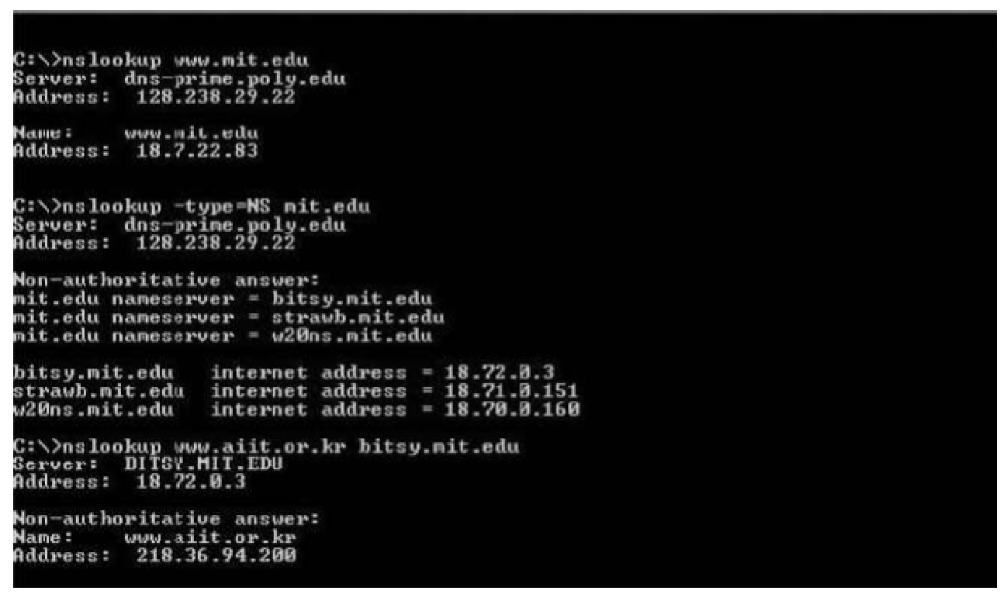 C:\>nslookup www.mit.edu
Server:  dns-prime.poly.edu
Address:  128.238.29.22
Name:    www.mit.edu
Address:  18.7.22.83
C:\>nslookup -type=NS mit.edu
Server:  dns-prime.poly.edu
Address:  128.238.29.22
Non-authoritative answer:
mit.edu nameserver = bitsy.mit.edu
mit.edu nameserver = strawb.mit.edu
mit.edu nameserver = w20ns.mit.edu
bitsy.mit.edu   internet address = 18.72.0.3
strawb.mit.edu  internet address = 18.71.0.151
w20ns.mit.edu   internet address = 18.70.0.160
C:\>nslookup www.aiit.or.kr bitsy.mit.edu
Server:  BITSY.MIT.EDU
Address:  18.72.0.3
Non-authoritative answer:
Name:    www.aiit.or.kr
Address:  218.36.94.200